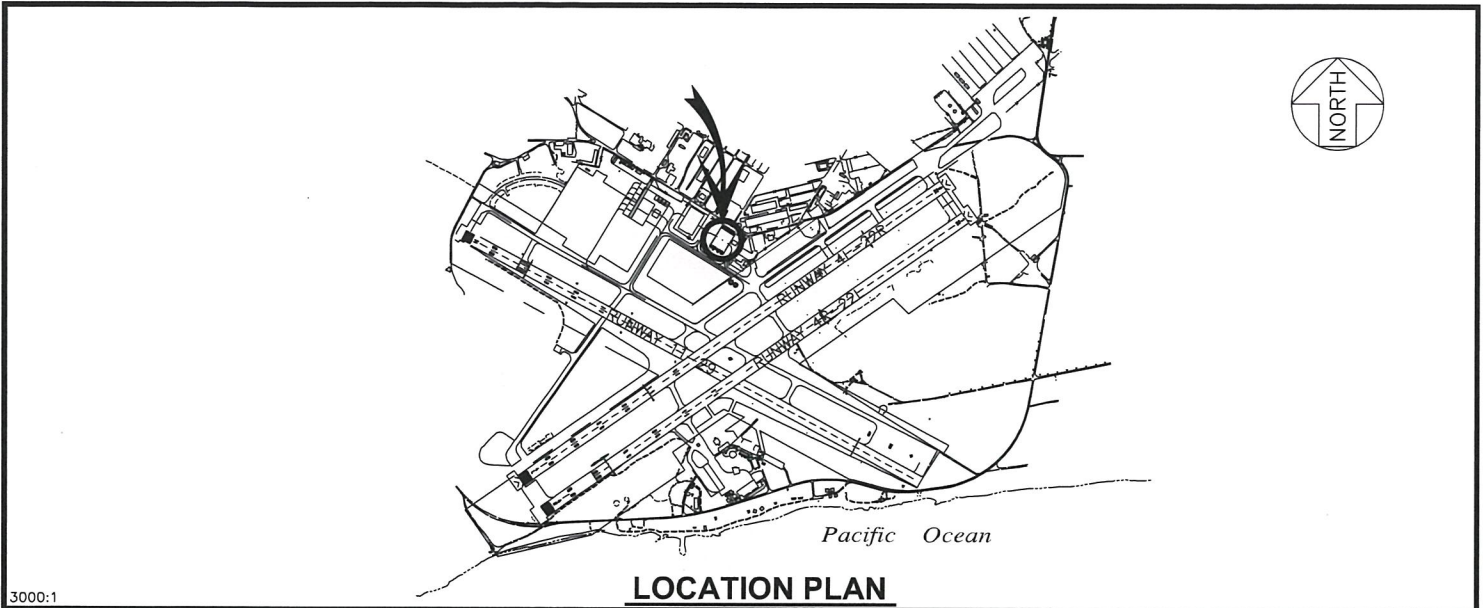 NORTH
RUNWAY 4L-22R
RUNWAY 4R-22L
RUNWAY 11-29
Pacific Ocean
LOCATION PLAN
3000:1